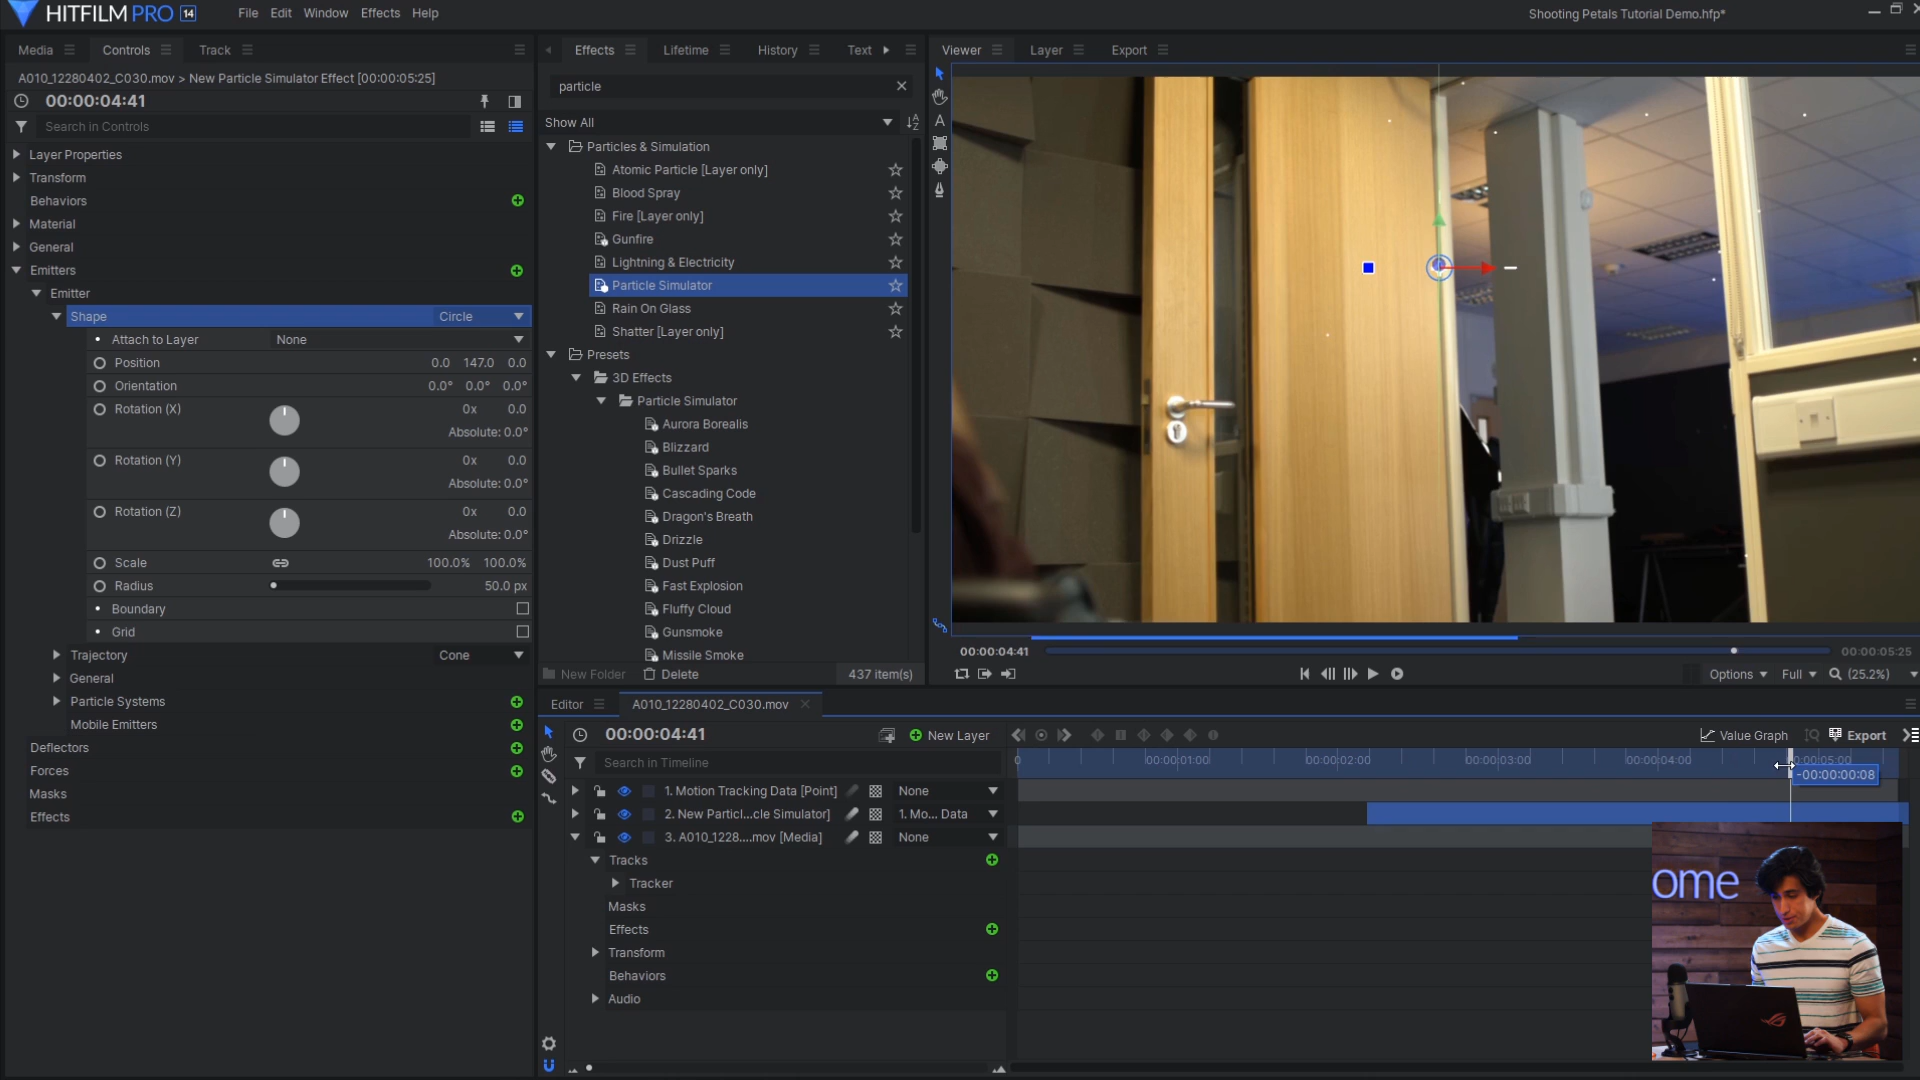 HITFILM PRO 14
File Edit Window Effects Help
Shooting Petals Tutorial Demo.hfp*
Media Controls Track
A010_12280402_C030.mov > New Particle Simulator Effect [00:00:05:25]
00:00:04:41
Search in Controls
Layer Properties
Transform
Behaviors
Material
General
Emitters
Emitter
Shape Circle
Attach to Layer None
Position 0.0 147.0 0.0
Orientation 0.0° 0.0° 0.0°
Rotation (X) 0x 0.0
Absolute: 0.0°
Rotation (Y) 0x 0.0
Absolute: 0.0°
Rotation (Z) 0x 0.0
Absolute: 0.0°
Scale 100.0% 100.0%
Radius 50.0 px
Boundary
Grid
Trajectory Cone
General
Particle Systems
Mobile Emitters
Deflectors
Forces
Masks
Effects
Effects Lifetime History Text
particle
Show All
Particles & Simulation
Atomic Particle [Layer only]
Blood Spray
Fire [Layer only]
Gunfire
Lightning & Electricity
Particle Simulator
Rain On Glass
Shatter [Layer only]
Presets
3D Effects
Particle Simulator
Aurora Borealis
Blizzard
Bullet Sparks
Cascading Code
Dragon's Breath
Drizzle
Dust Puff
Fast Explosion
Fluffy Cloud
Gunsmoke
Missile Smoke
New Folder Delete 437 item(s)
Viewer Layer Export
A
00:00:04:41 00:00:05:25
Options Full (25.2%)
Editor A010_12280402_C030.mov
00:00:04:41 New Layer Value Graph Export
Search in Timeline
0 00:00:01:00 00:00:02:00 00:00:03:00 00:00:04:00 00:00:05:00
-00:00:00:08
1. Motion Tracking Data [Point] None
2. New Particl...cle Simulator] 1. Mo... Data
3. A010_1228....mov [Media] None
Tracks
Tracker
Masks
Effects
Transform
Behaviors
Audio
ome